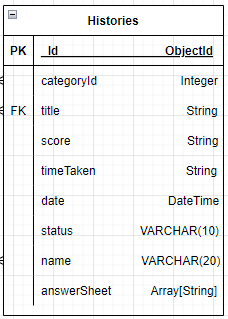 Histories
PK Id ObjectId
categoryId Integer
FK title String
score String
timeTaken String
date DateTime
status VARCHAR(10)
name VARCHAR(20)
answerSheet Array[String]